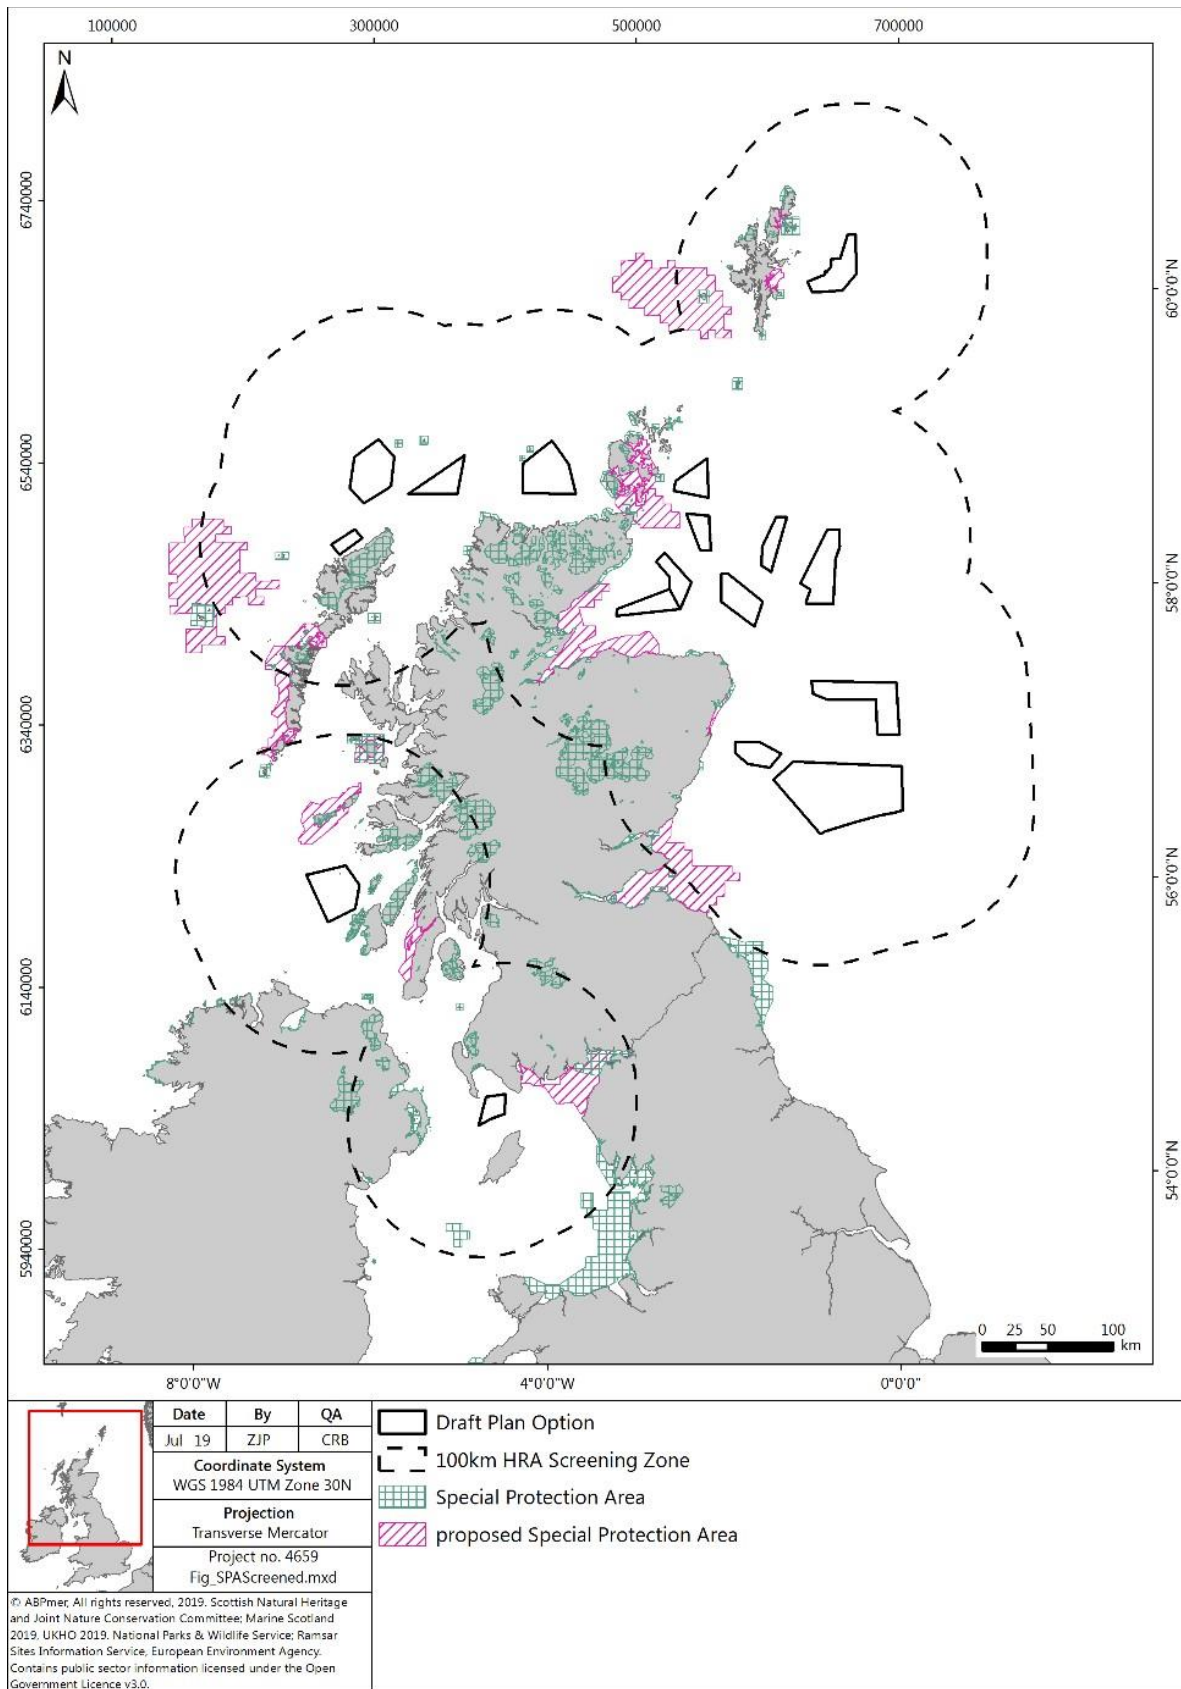 100000 300000 500000 700000
N
6740000
6540000
6340000
6140000
5940000
60°0'0"N
58°0'0"N
56°0'0"N
54°0'0"N
0 25 50 100
km
8°0'0"W 4°0'0"W 0°0'0"
Date By QA
Jul 19 ZJP CRB
Coordinate System
WGS 1984 UTM Zone 30N
Projection
Transverse Mercator
Project no. 4659
Fig_SPAScreened.mxd
© ABPmer, All rights reserved, 2019. Scottish Natural Heritage
and Joint Nature Conservation Committee; Marine Scotland
2019, UKHO 2019. National Parks & Wildlife Service; Ramsar
Sites Information Service, European Environment Agency.
Contains public sector information licensed under the Open
Government Licence v3.0.
Draft Plan Option
100km HRA Screening Zone
Special Protection Area
proposed Special Protection Area